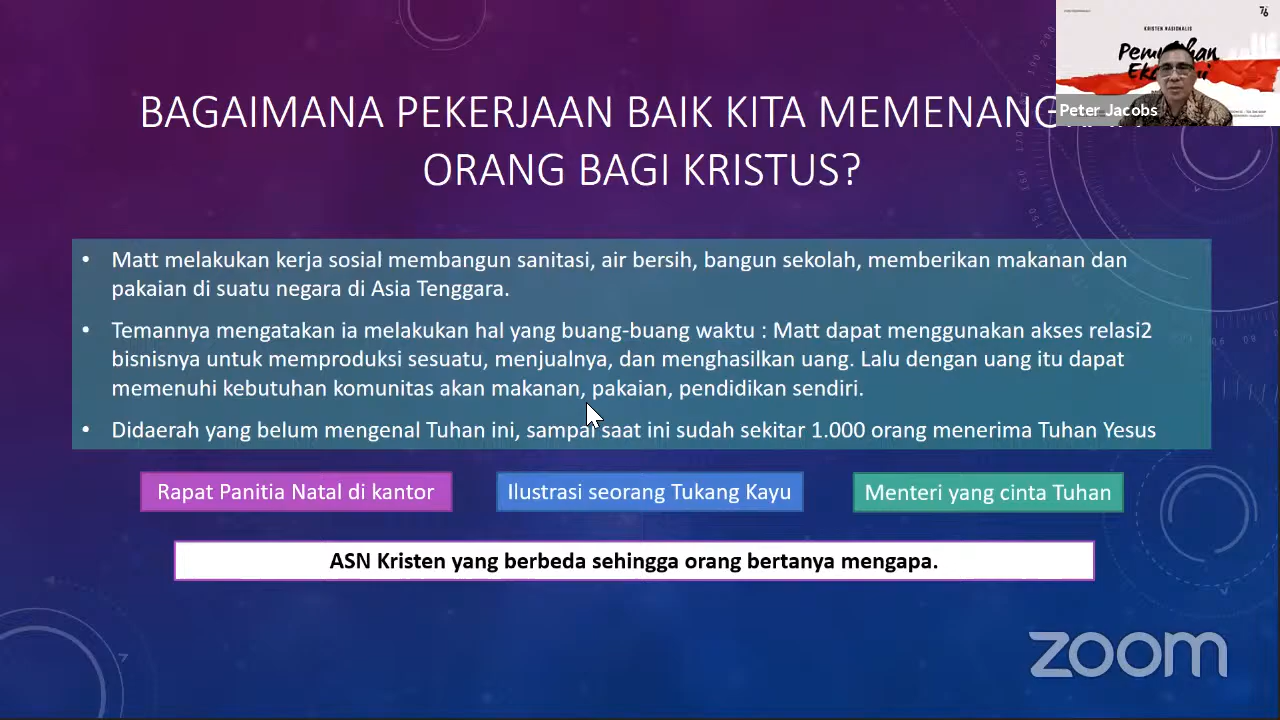 76
KRISTEN NASIONALIS
Peter Jacobs
BAGAIMANA PEKERJAAN BAIK KITA
ORANG BAGI KRISTUS?
• Matt melakukan kerja sosial membangun sanitasi, air bersih, bangun sekolah, memberikan makanan dan
pakaian di suatu negara di Asia Tenggara.
• Temannya mengatakan ia melakukan hal yang buang-buang waktu : Matt dapat menggunakan akses relasi2
bisnisnya untuk memproduksi sesuatu, menjualnya, dan menghasilkan uang. Lalu dengan uang itu dapat
memenuhi kebutuhan komunitas akan makanan, pakaian, pendidikan sendiri.
• Didaerah yang belum mengenal Tuhan ini, sampai saat ini sudah sekitar 1.000 orang menerima Tuhan Yesus
Rapat Panitia Natal di kantor
Ilustrasi seorang Tukang Kayu
Menteri yang cinta Tuhan
ASN Kristen yang berbeda sehingga orang bertanya mengapa.
zoom